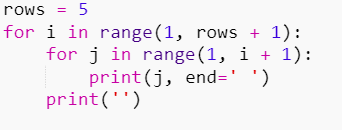 rows = 5
for i in range(1, rows + 1):
    for j in range(1, i + 1):
        print(j, end=' ')
    print('')